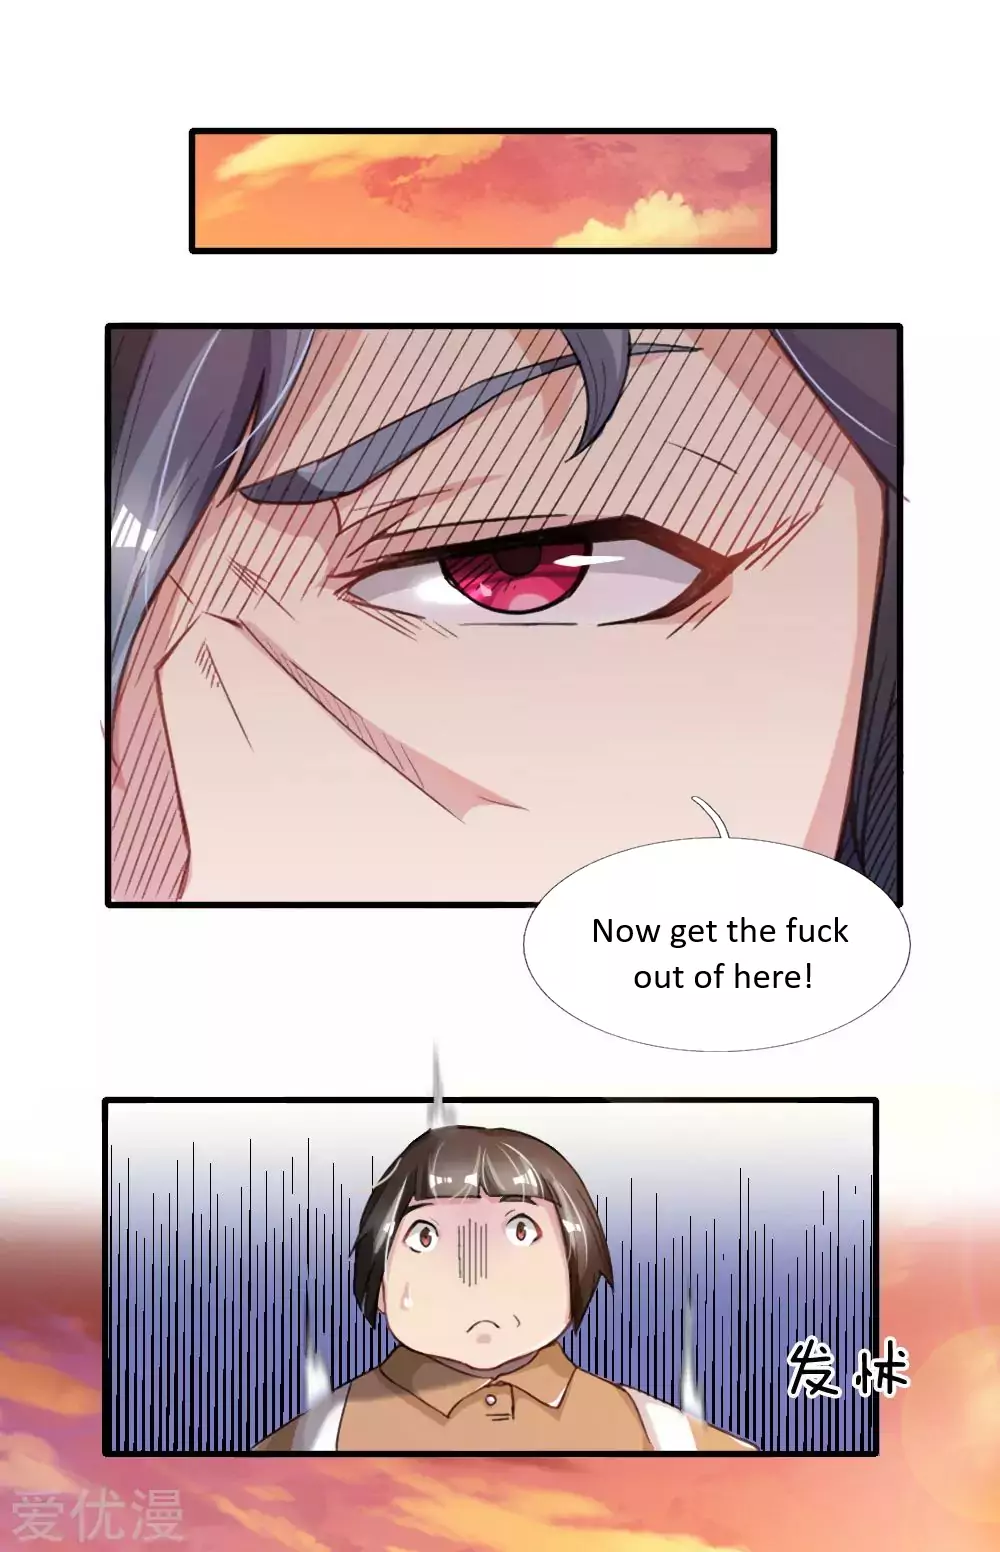 Now get the fuck
out of here!
发怵
爱优漫